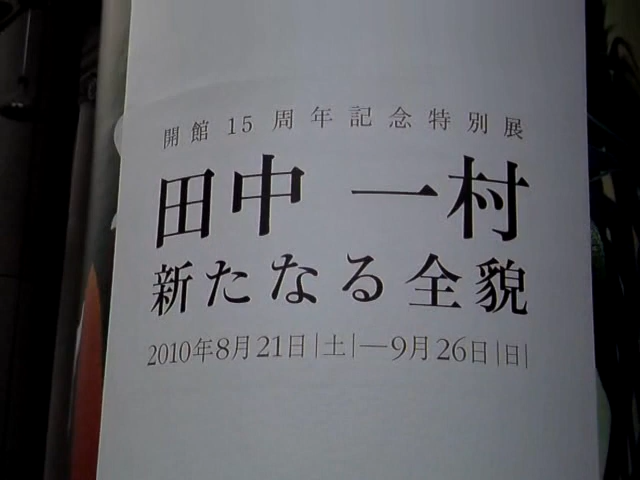 開館15周年記念特別展
田中 一村
新たなる全貌
2010年8月21日|土|—9月26日|日|